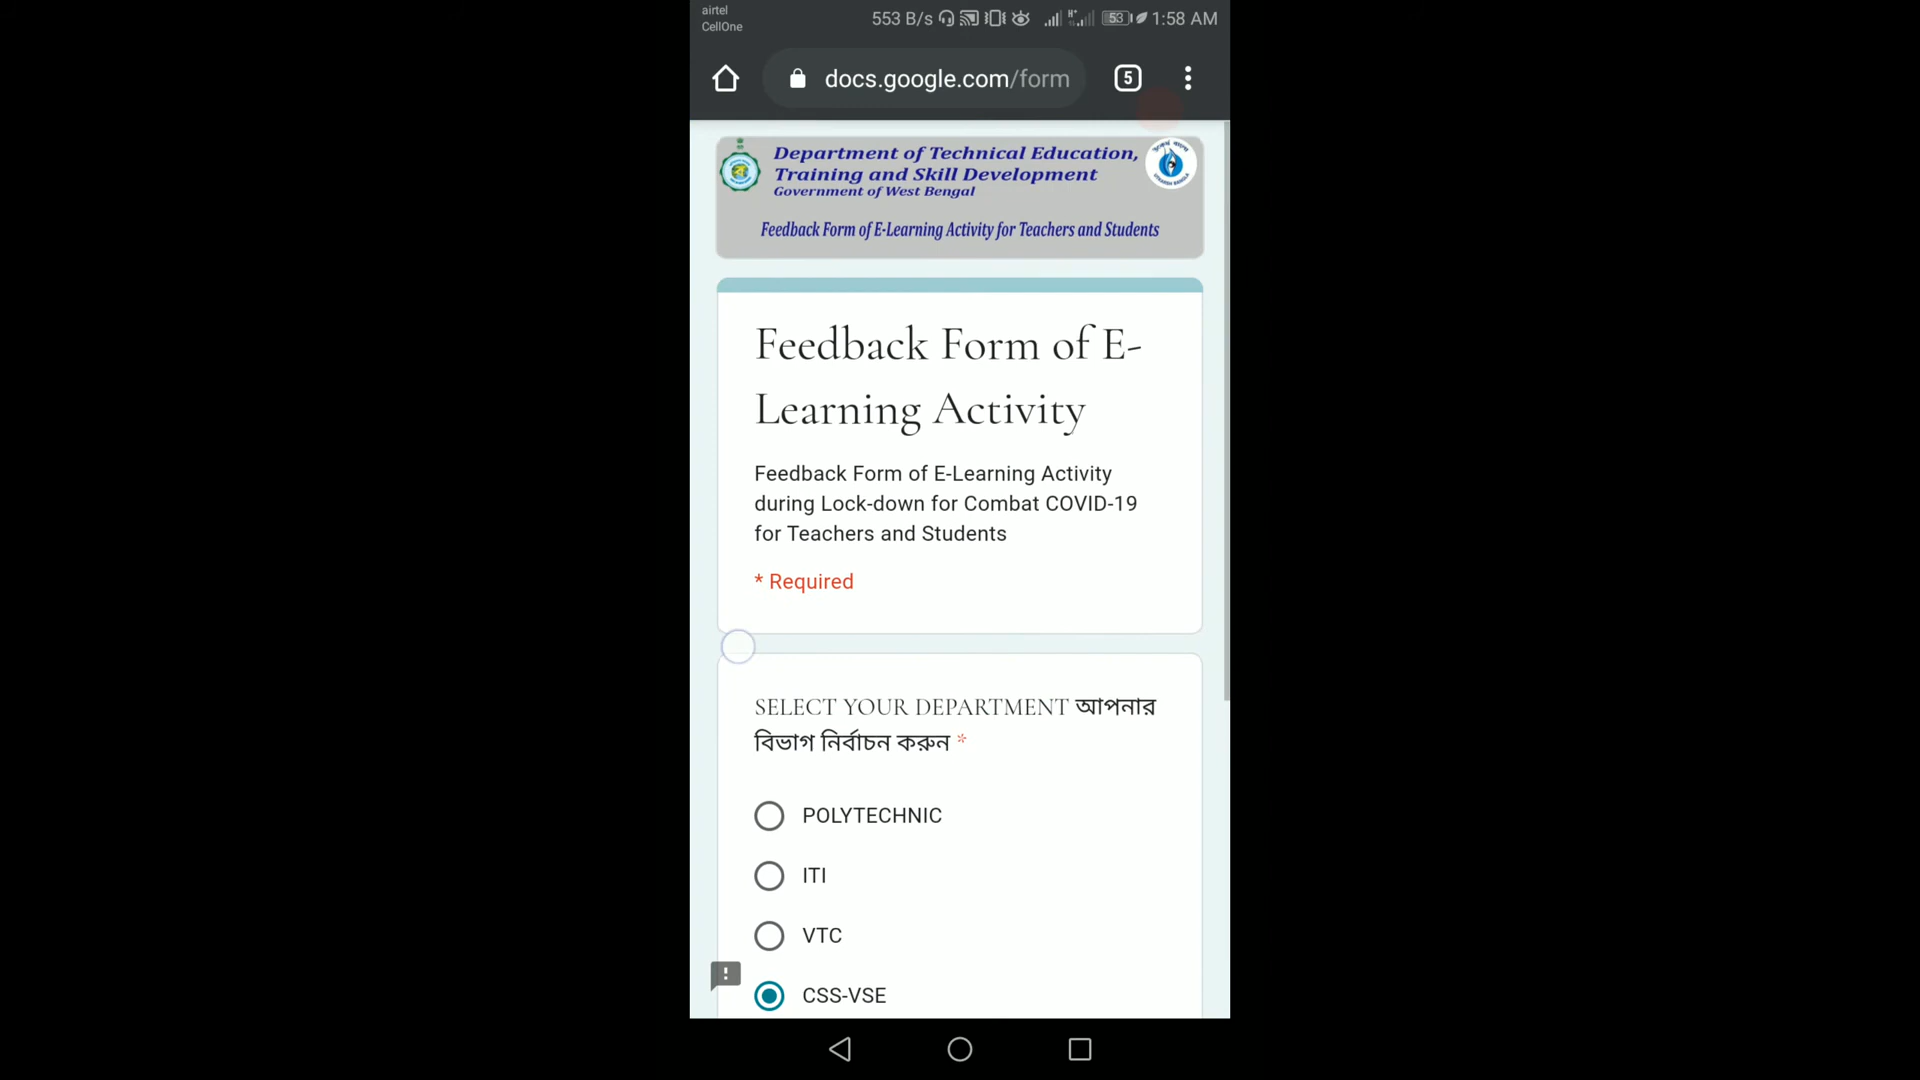 airtel
CellOne
553 B/s
H+
53
1:58 AM
docs.google.com/form
5
Department of Technical Education,
Training and Skill Development
Government of West Bengal
Feedback Form of E-Learning Activity for Teachers and Students
Feedback Form of E-
Learning Activity
Feedback Form of E-Learning Activity
during Lock-down for Combat COVID-19
for Teachers and Students
* Required
SELECT YOUR DEPARTMENT আপনার
বিভাগ নির্বাচন করুন *
POLYTECHNIC
ITI
VTC
CSS-VSE